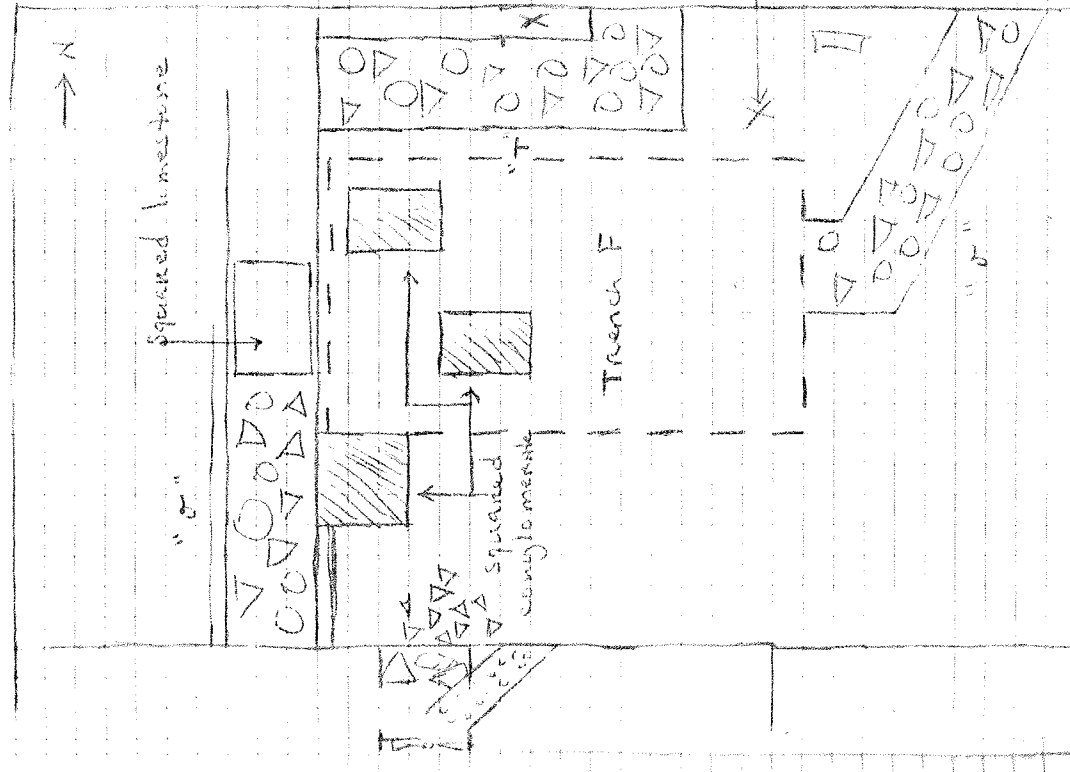 N
Squared limestone
"σ"
X
"T"
X
Trench F
Squared
conglomerate
"σ"